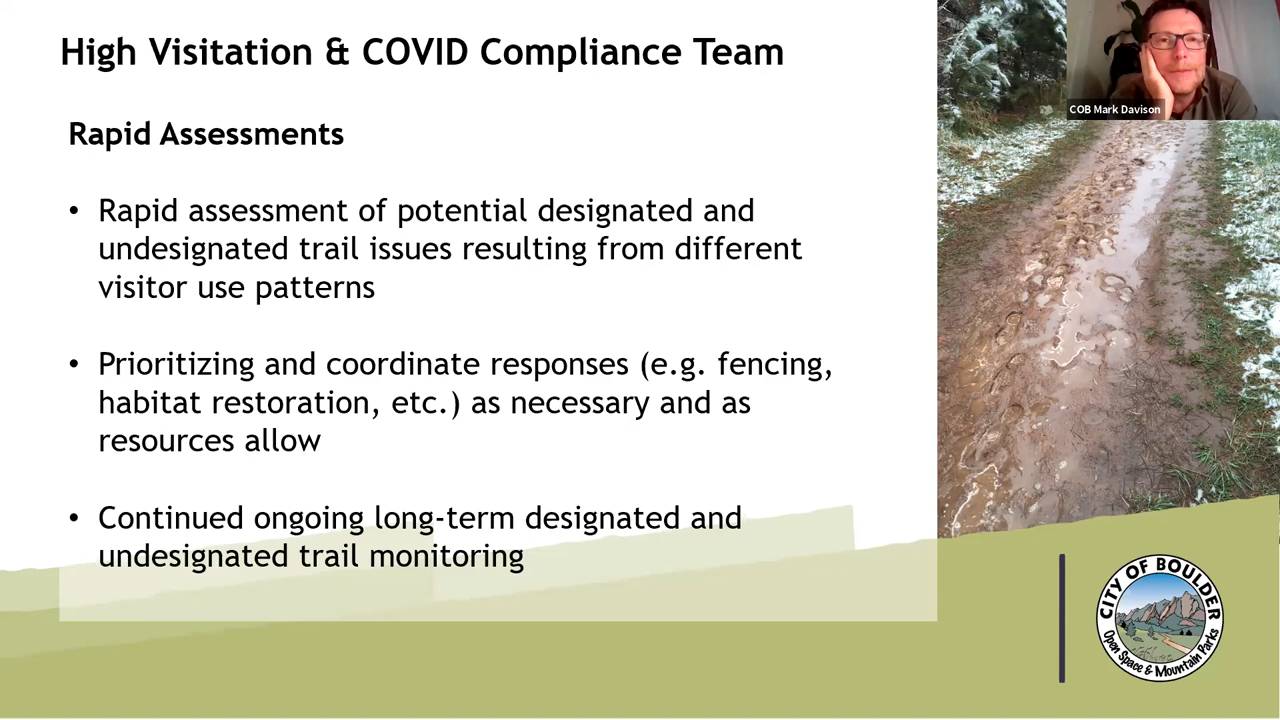 High Visitation & COVID Compliance Team
COB Mark Davison
Rapid Assessments
• Rapid assessment of potential designated and
undesignated trail issues resulting from different
visitor use patterns
• Prioritizing and coordinate responses (e.g. fencing,
habitat restoration, etc.) as necessary and as
resources allow
• Continued ongoing long-term designated and
undesignated trail monitoring
CITY OF BOULDER
Open Space & Mountain Parks